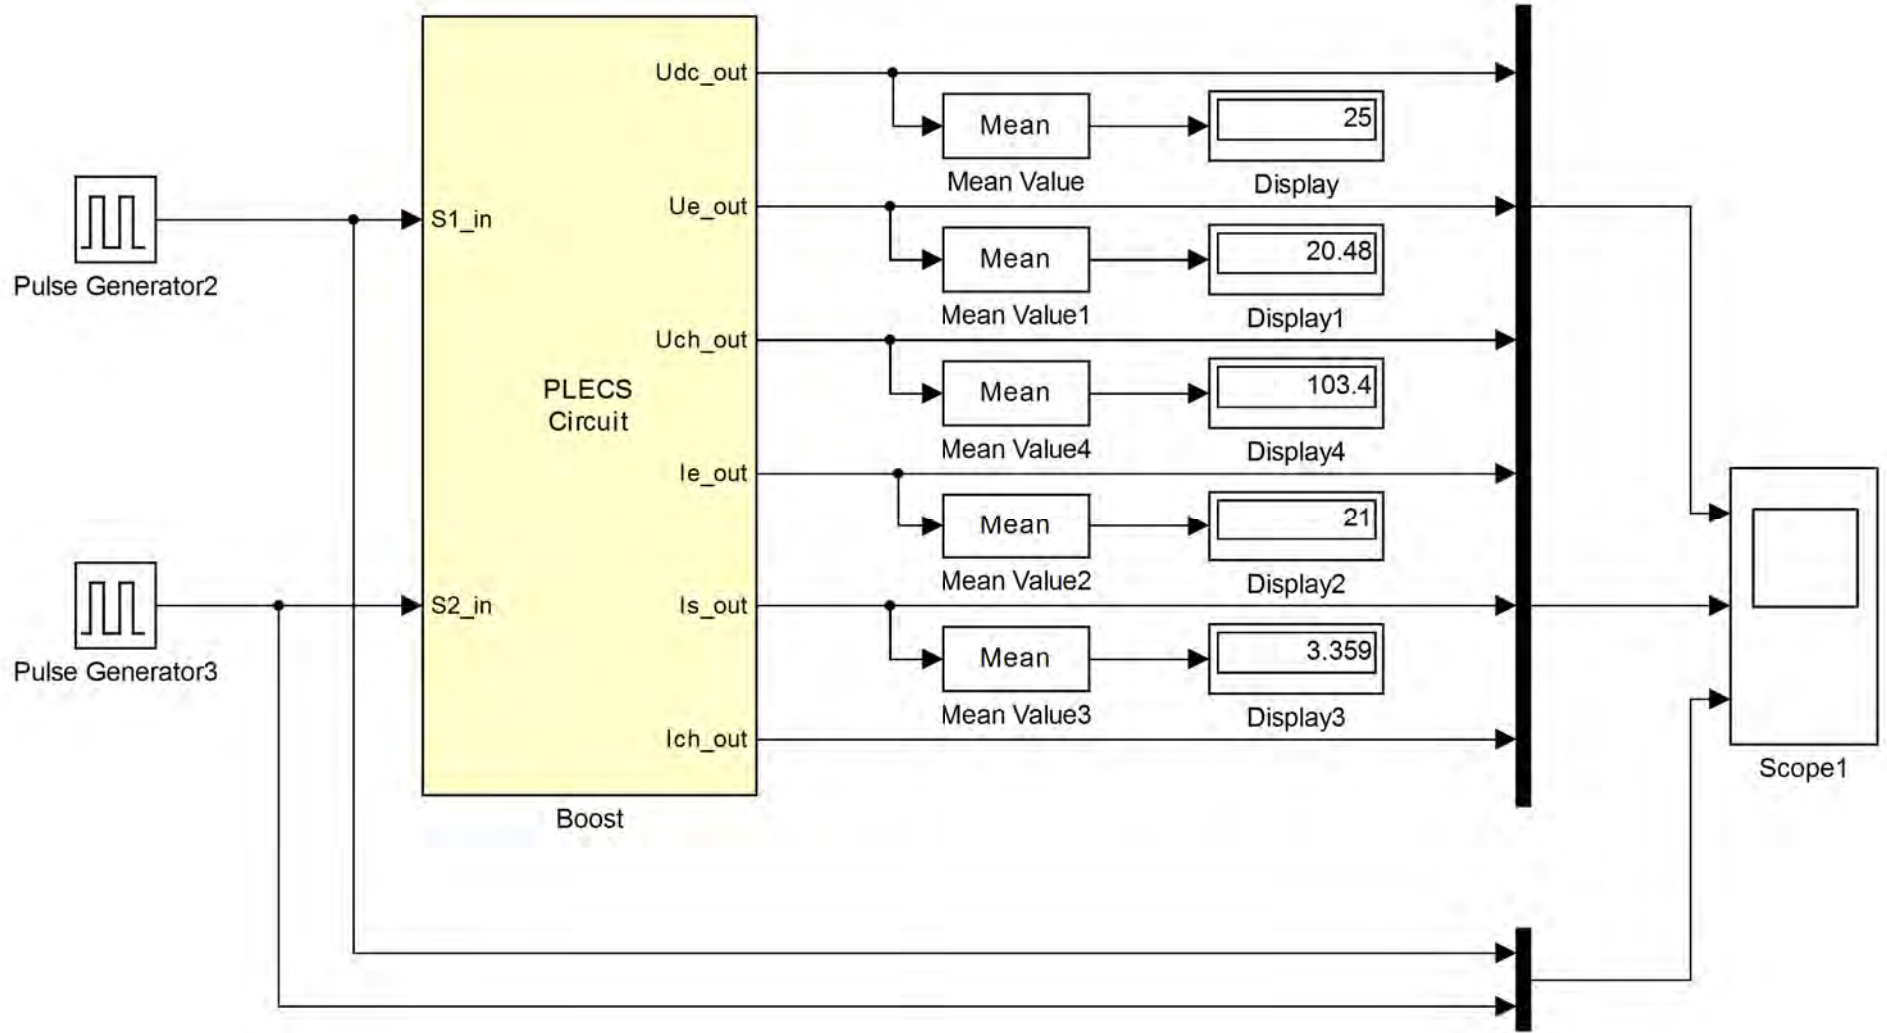 Udc_out
Mean
25
Mean Value
Display
Ue_out
S1_in
Mean
20.48
Pulse Generator2
Mean Value1
Display1
Uch_out
PLECS
Circuit
Mean
103.4
Mean Value4
Display4
Ie_out
Mean
21
Mean Value2
Display2
S2_in
Is_out
Mean
3.359
Pulse Generator3
Mean Value3
Display3
Ich_out
Scope1
Boost